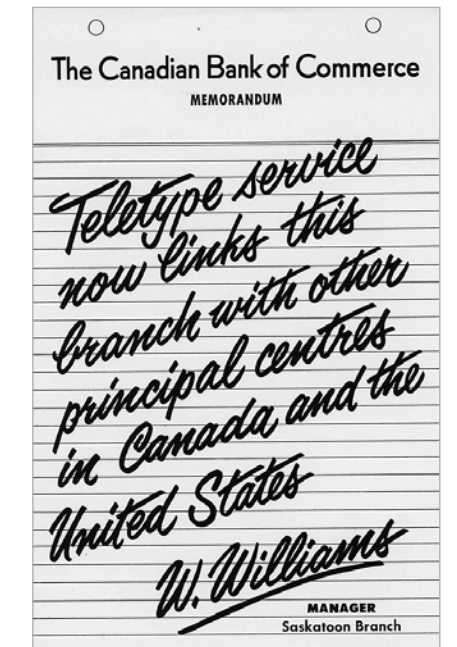 The Canadian Bank of Commerce
MEMORANDUM
Teletype service
now links this
branch with other
principal centres
in Canada and the
United States
W. Williams
MANAGER
Saskatoon Branch